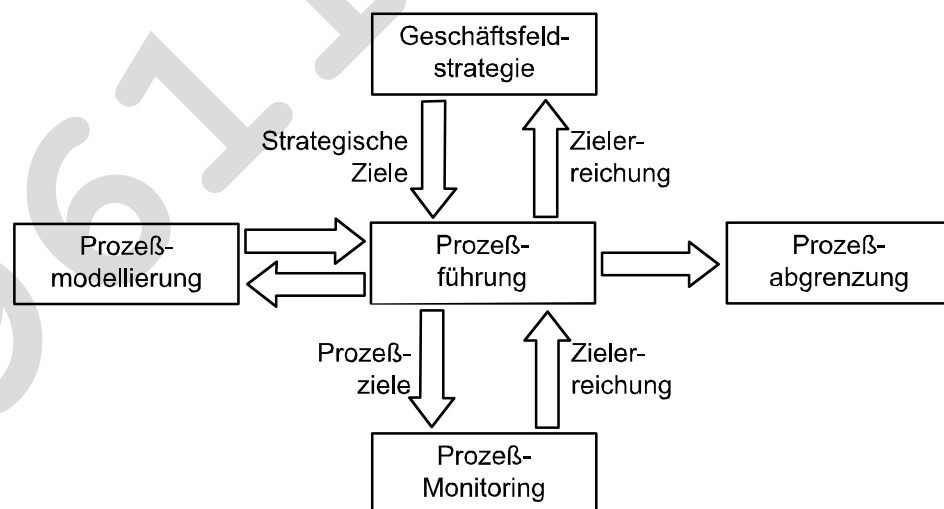 Geschäftsfeld-
strategie
Strategische
Ziele
Zieler-
reichung
Prozeß-
modellierung
Prozeß-
führung
Prozeß-
abgrenzung
Prozeß-
ziele
Zieler-
reichung
Prozeß-
Monitoring